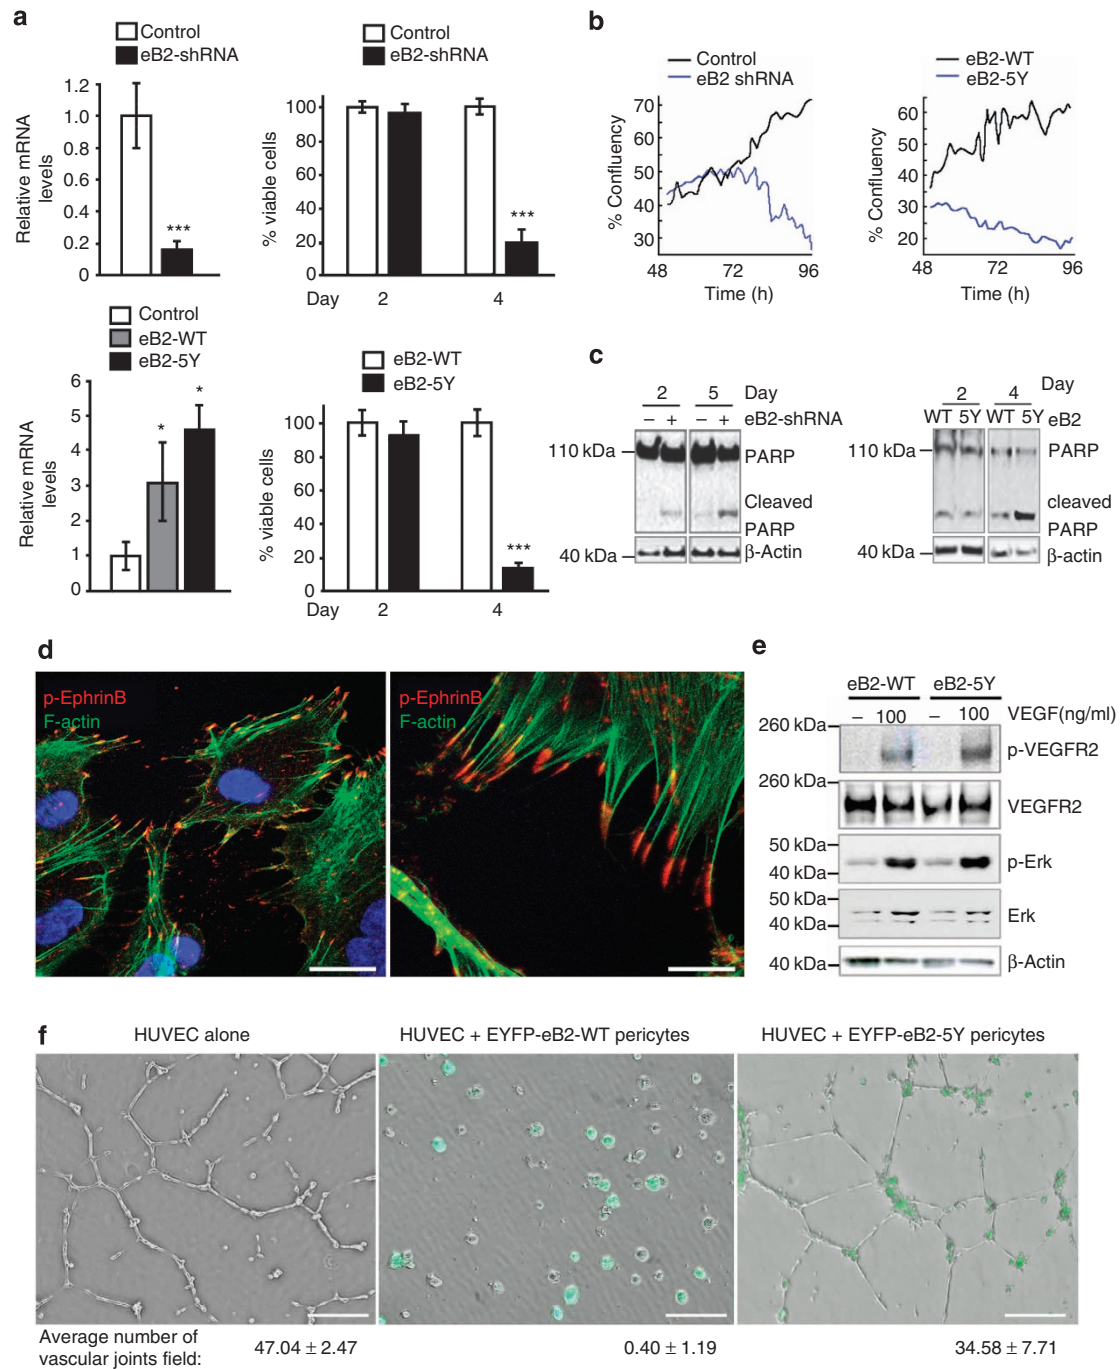 a
Control
eB2-shRNA
Relative mRNA
levels
1.2
1.0
0.8
0.6
0.4
0.2
0
***
Control
eB2-shRNA
% viable cells
100
80
60
40
20
0
***
Day 2 4
Control
eB2-WT
eB2-5Y
Relative mRNA
levels
6
5
4
3
2
1
0
*
*
eB2-WT
eB2-5Y
% viable cells
100
80
60
40
20
0
***
Day 2 4
b
Control
eB2 shRNA
% Confluency
70
60
50
40
30
48 72 96
Time (h)
eB2-WT
eB2-5Y
% Confluency
60
50
40
30
20
48 72 96
Time (h)
c
2 5 Day
– + – + eB2-shRNA
110 kDa PARP
Cleaved
PARP
40 kDa β-Actin
Day
2 4
WT 5Y WT 5Y eB2
110 kDa PARP
cleaved
PARP
40 kDa β-actin
d
p-EphrinB
F-actin
p-EphrinB
F-actin
e
eB2-WT eB2-5Y
– 100 – 100 VEGF(ng/ml)
260 kDa
p-VEGFR2
260 kDa
VEGFR2
50 kDa
p-Erk
40 kDa
50 kDa
Erk
40 kDa
40 kDa β-Actin
f
HUVEC alone
HUVEC + EYFP-eB2-WT pericytes
HUVEC + EYFP-eB2-5Y pericytes
Average number of
vascular joints field:
47.04 ± 2.47
0.40 ± 1.19
34.58 ± 7.71